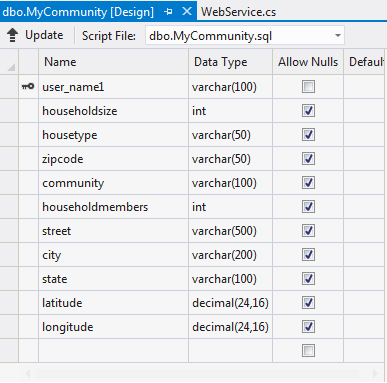 dbo.MyCommunity [Design] WebService.cs
Update Script File: dbo.MyCommunity.sql
Name Data Type Allow Nulls Default
user_name1 varchar(100)
householdsize int
housetype varchar(50)
zipcode varchar(50)
community varchar(100)
householdmembers int
street varchar(500)
city varchar(200)
state varchar(100)
latitude decimal(24,16)
longitude decimal(24,16)